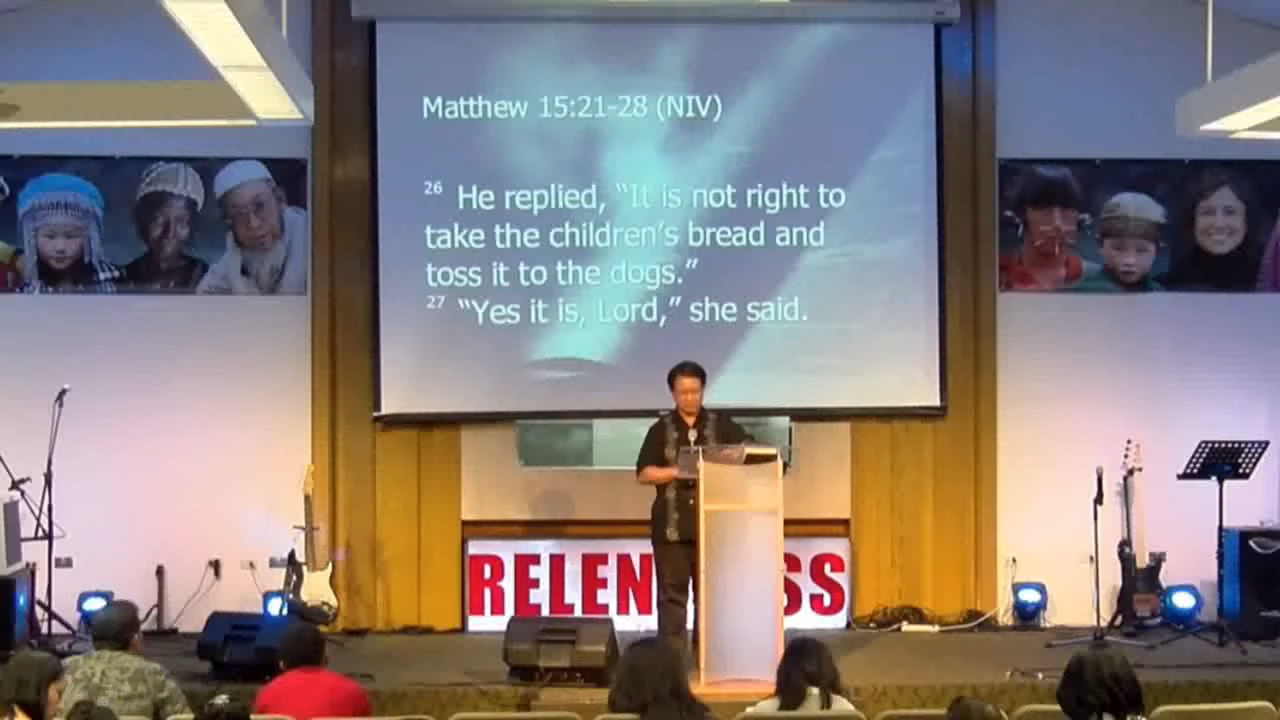 Matthew 15:21-28 (NIV)
26 He replied, “It is not right to
take the children’s bread and
toss it to the dogs.”
27 “Yes it is, Lord,” she said.
RELEN SS